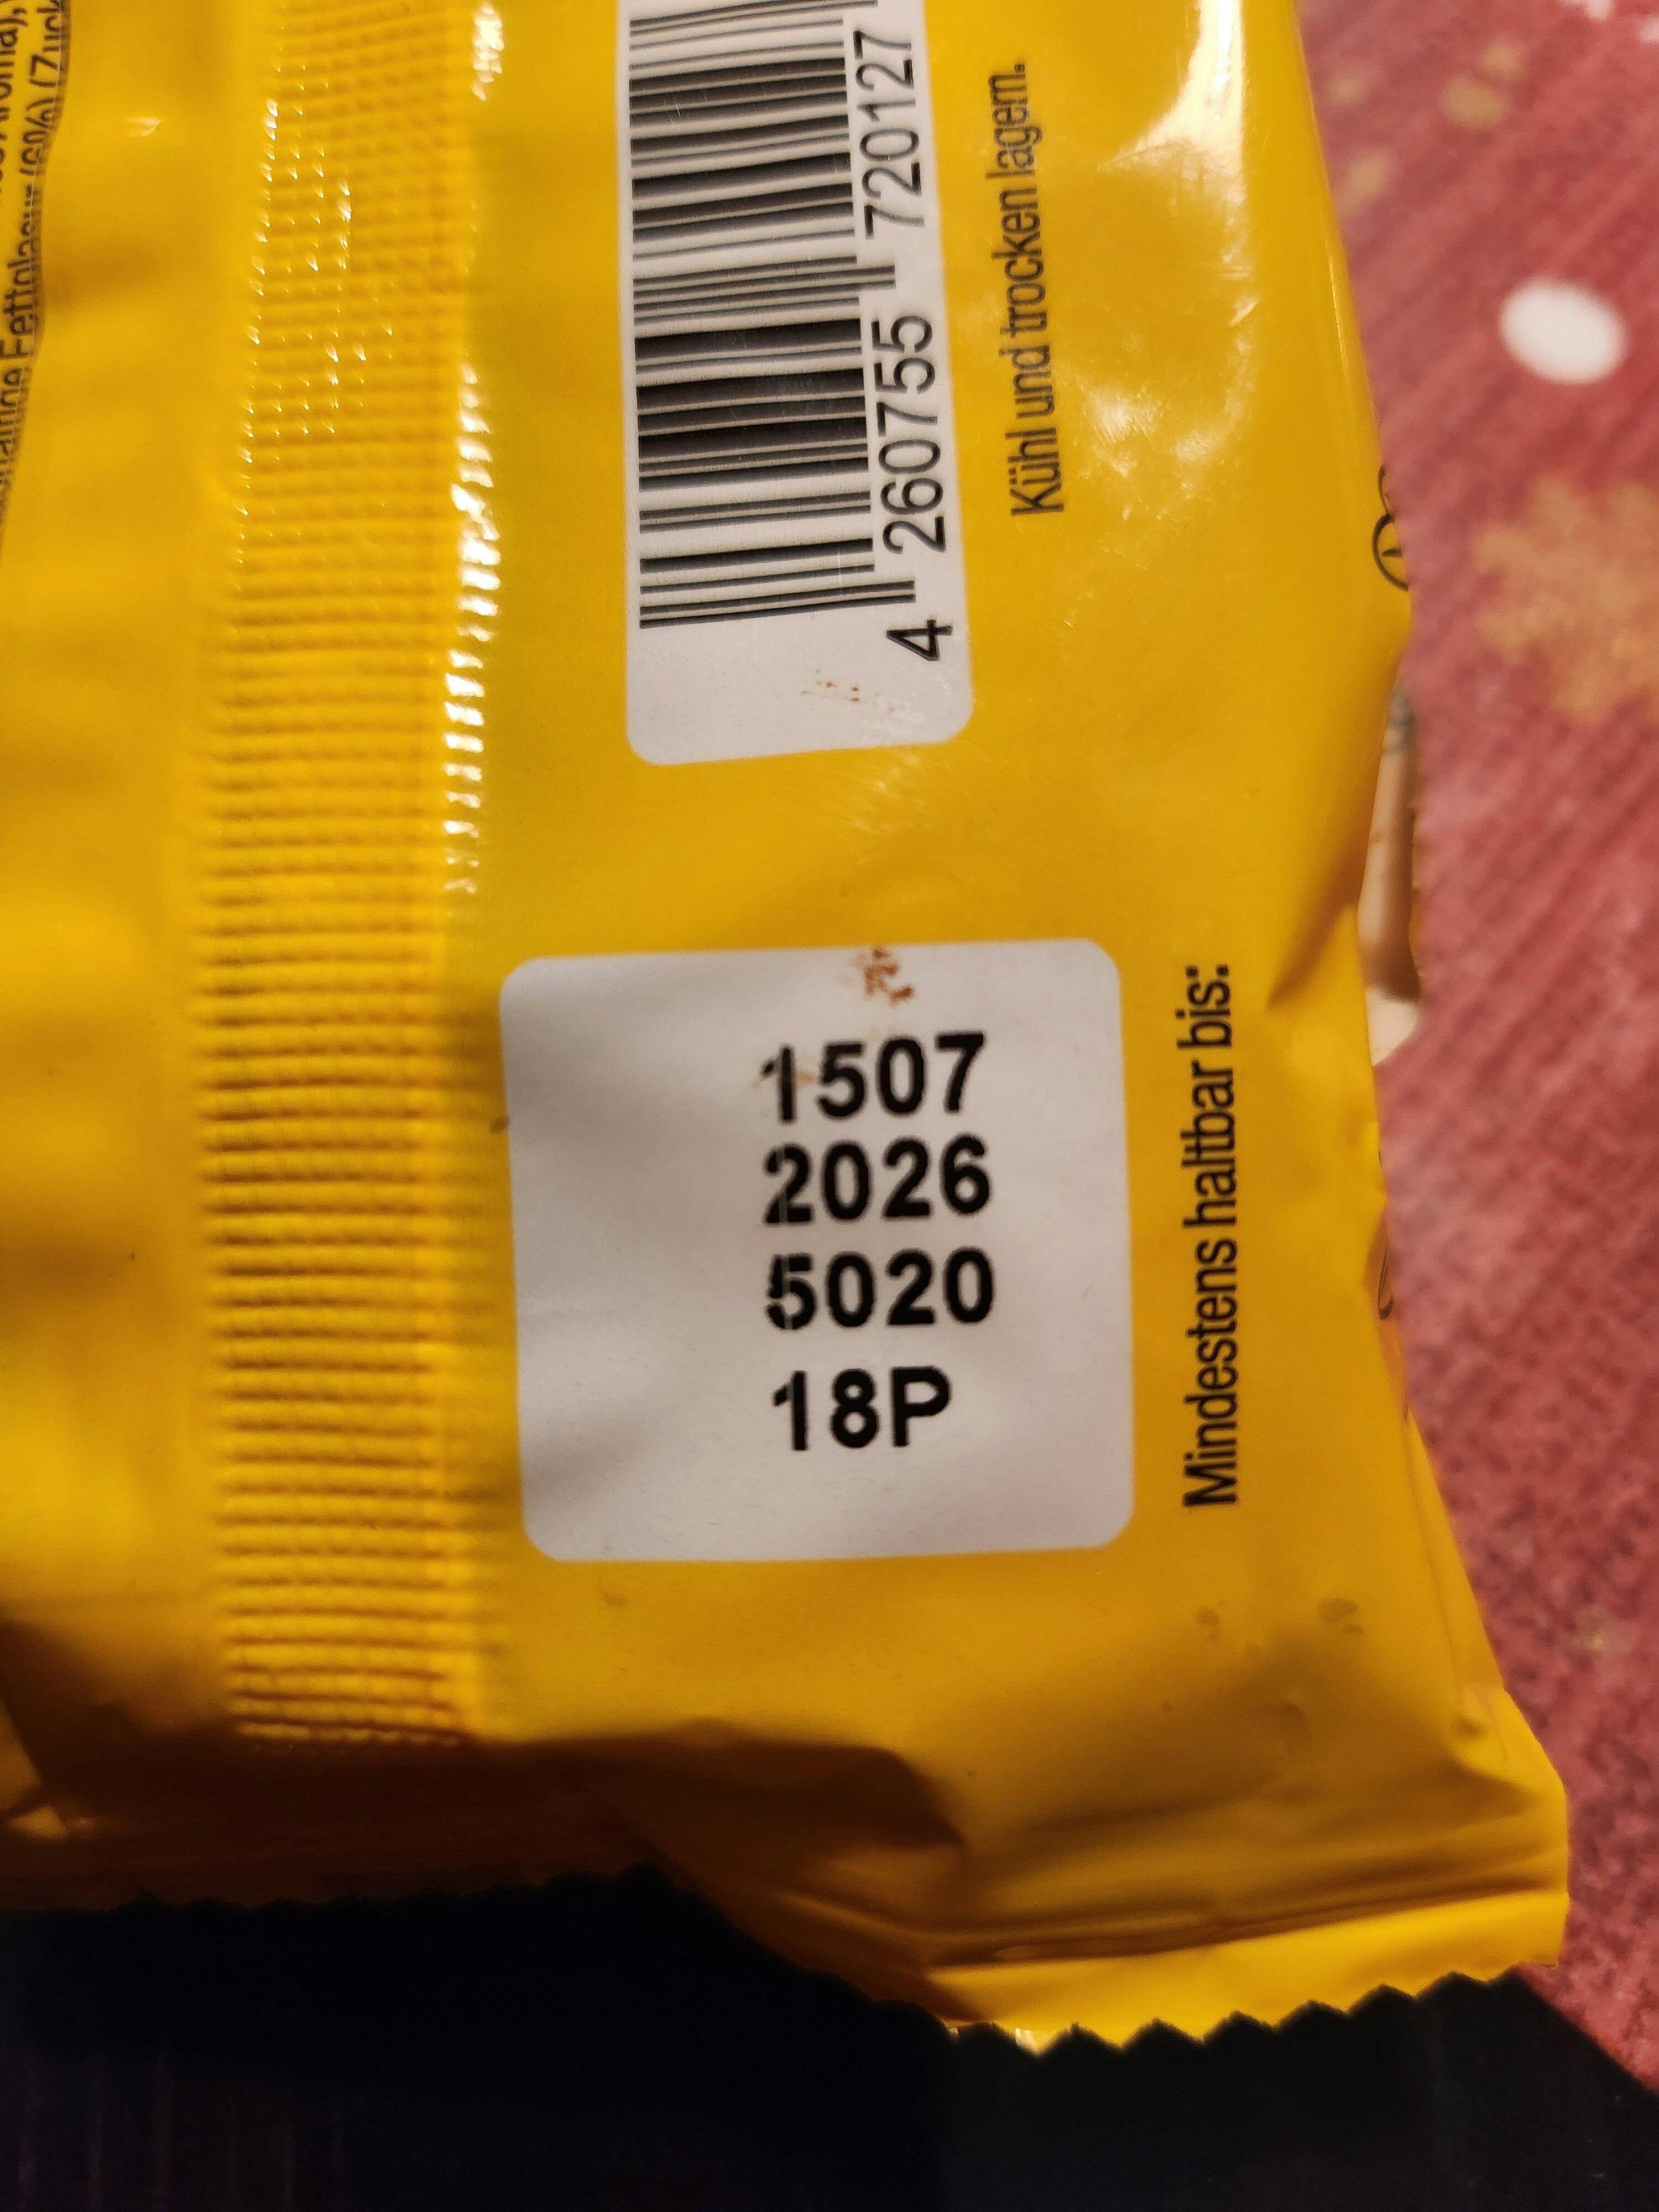 4 260755 720127
Kühl und trocken lagern.
1507
2026
5020
18P
Mindestens haltbar bis: